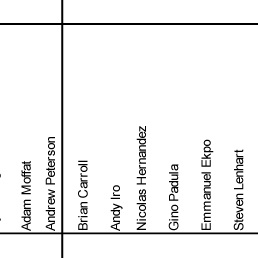 Adam Moffat
Andrew Peterson
Brian Carroll
Andy Iro
Nicolas Hernandez
Gino Padula
Emmanuel Ekpo
Steven Lenhart